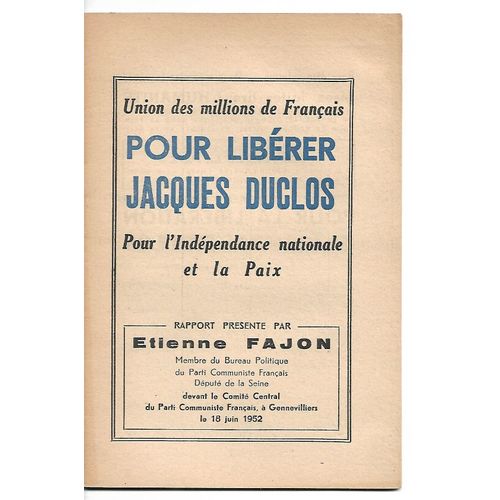 Union des millions de Français
POUR LIBÉRER
JACQUES DUCLOS
Pour l'Indépendance nationale
et la Paix
RAPPORT PRESENTE PAR
Etienne FAJON
Membre du Bureau Politique
du Parti Communiste Français
Député de la Seine
devant le Comité Central
du Parti Communiste Français, à Gennevilliers
le 18 juin 1952